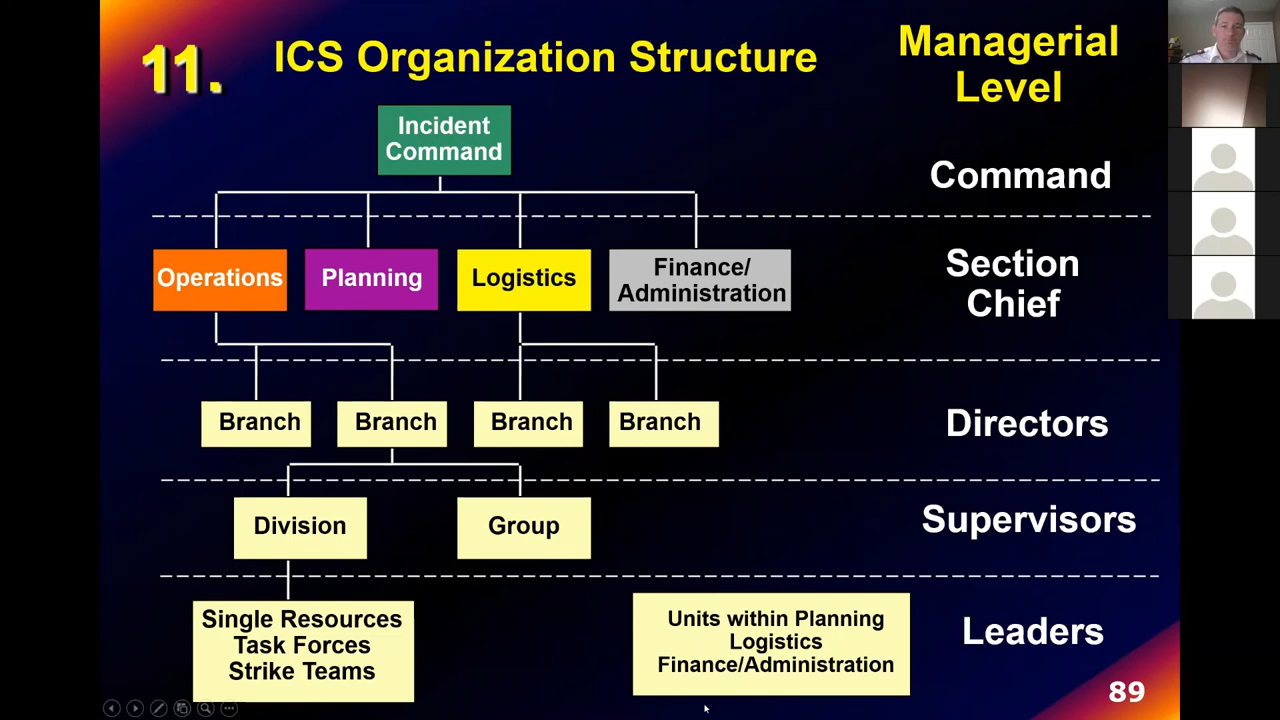 11.
ICS Organization Structure
Managerial
Level
Incident
Command
Command
Operations
Planning
Logistics
Finance/
Administration
Section
Chief
Branch
Branch
Branch
Branch
Directors
Division
Group
Supervisors
Single Resources
Task Forces
Strike Teams
Units within Planning
Logistics
Finance/Administration
Leaders
89